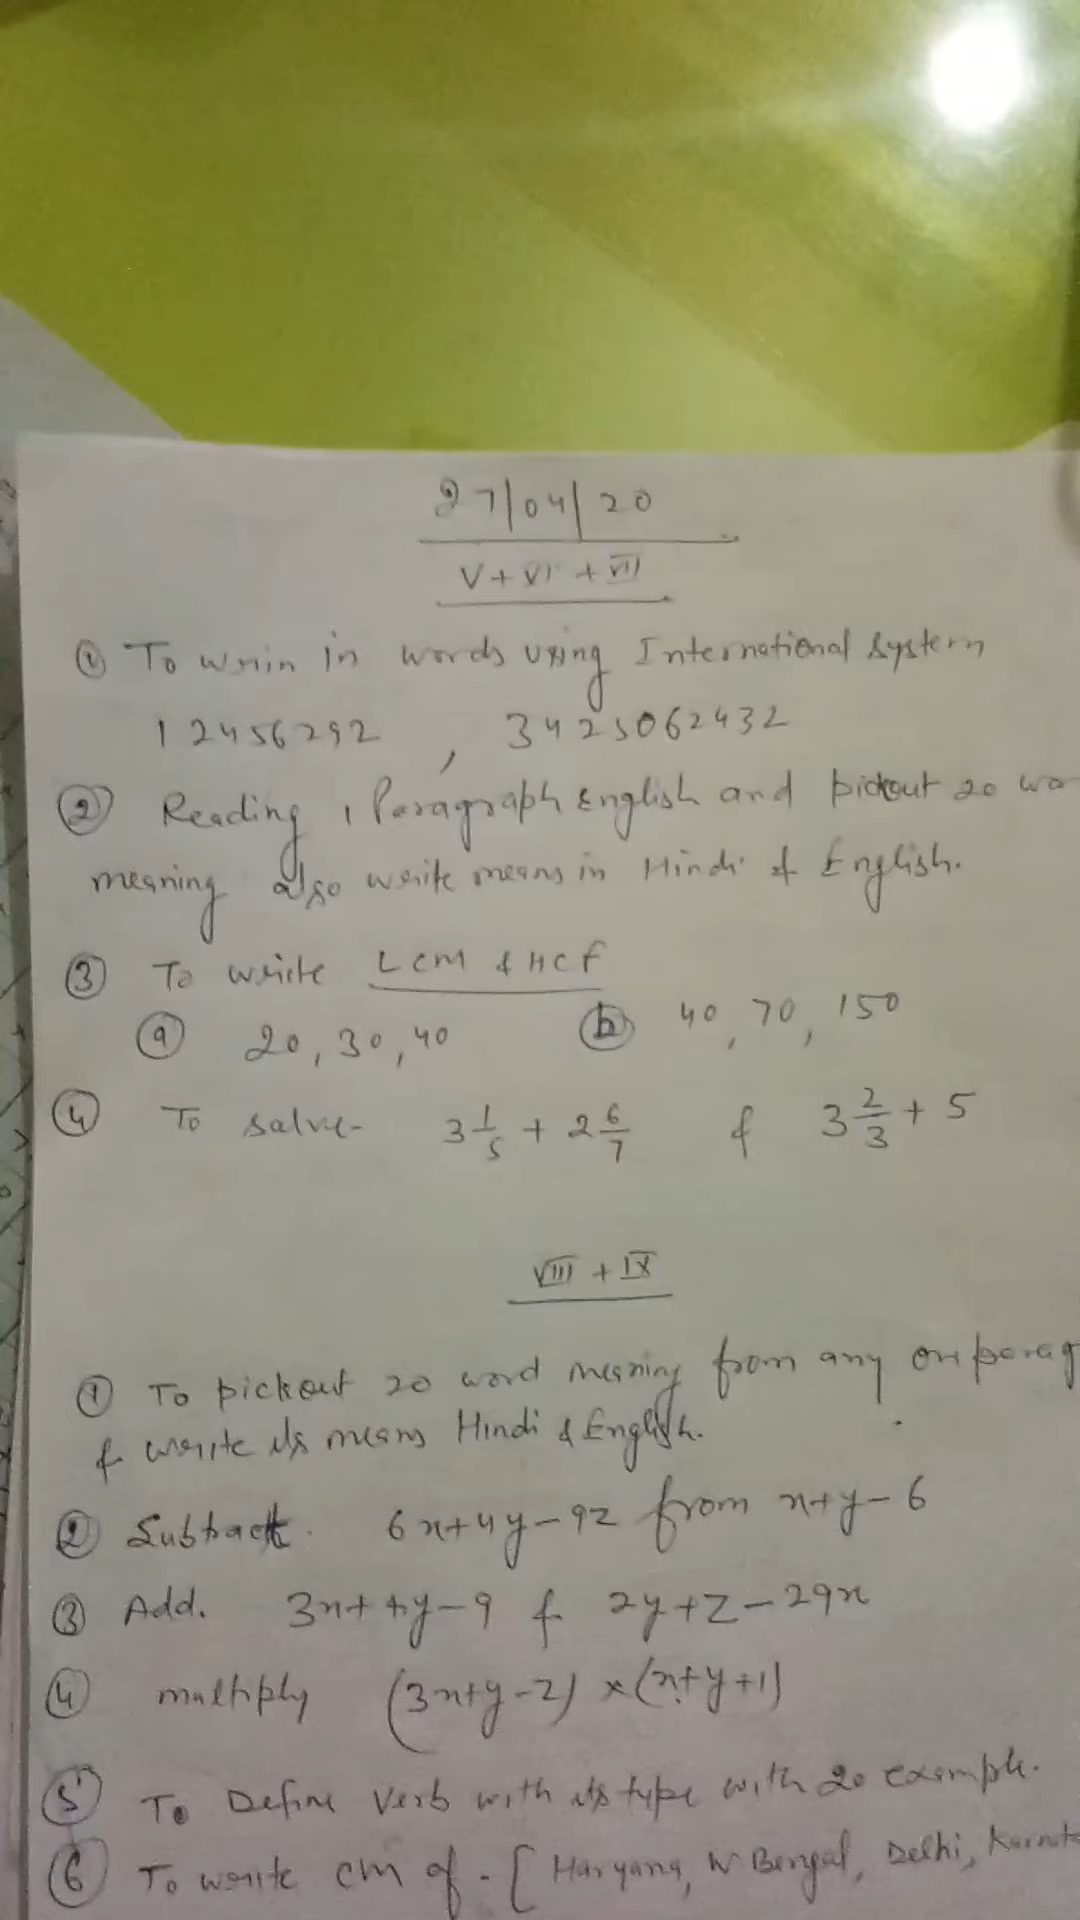 27/04/20
V + VI + VII
① To wrin in words using International system
12456292 , 3425062432
② Reading 1 Paragraph English and pickout 20 wo
meaning also write means in Hindi & English.
③ To write LCM & HCF
ⓐ 20, 30, 40 ⓑ 40, 70, 150
④ To solve- 3 1/5 + 2 6/7 & 3 2/3 + 5
VIII + IX
① To pickout 20 word meaning from any one parag
& write its means Hindi & English.
② Subtract. 6x+4y-9z from x+y-6
③ Add. 3x+4y-9 & 2y+z-29x
④ multiply (3x+y-2) × (x+y+1)
⑤ To Define Verb with its type with 20 example.
⑥ To write CM of - [ Haryana, W Bengal, Delhi, Karnata